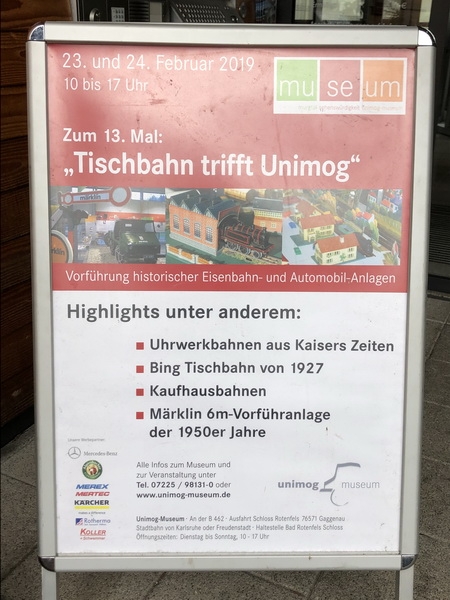 23. und 24. Februar 2019
10 bis 17 Uhr
mu se um
Zum 13. Mal:
„Tischbahn trifft Unimog“
märklin
Vorführung historischer Eisenbahn- und Automobil-Anlagen
Highlights unter anderem:
Uhrwerkbahnen aus Kaisers Zeiten
Bing Tischbahn von 1927
Kaufhausbahnen
Märklin 6m-Vorführanlage
der 1950er Jahre
Unsere Werbepartner:
Mercedes-Benz
MEREX
MERTEC
KÄRCHER
Rotherma
KOLLER
Alle Infos zum Museum und
zur Veranstaltung unter
Tel. 07225 / 98131-0 oder
www.unimog-museum.de
unimog museum
Unimog-Museum · An der B 462 · Ausfahrt Schloss Rotenfels 76571 Gaggenau
Stadtbahn von Karlsruhe oder Freudenstadt · Haltestelle Bad Rotenfels Schloss
Öffnungszeiten: Dienstag bis Sonntag, 10 - 17 Uhr